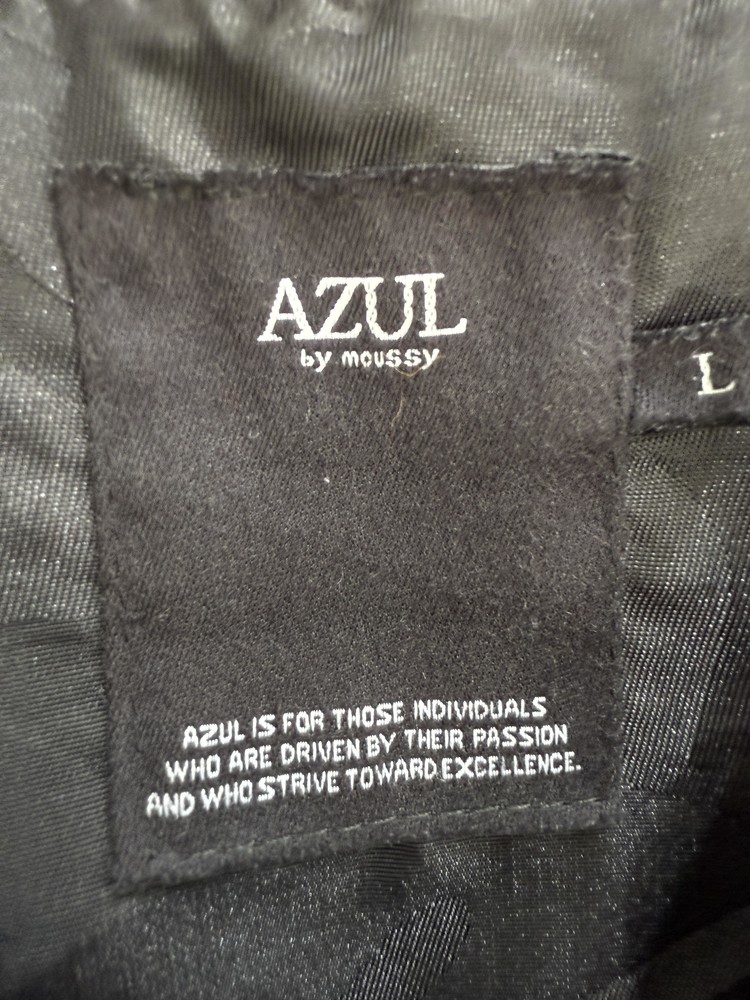 AZUL
by moussy
L
AZUL IS FOR THOSE INDIVIDUALS
WHO ARE DRIVEN BY THEIR PASSION
AND WHO STRIVE TOWARD EXCELLENCE.